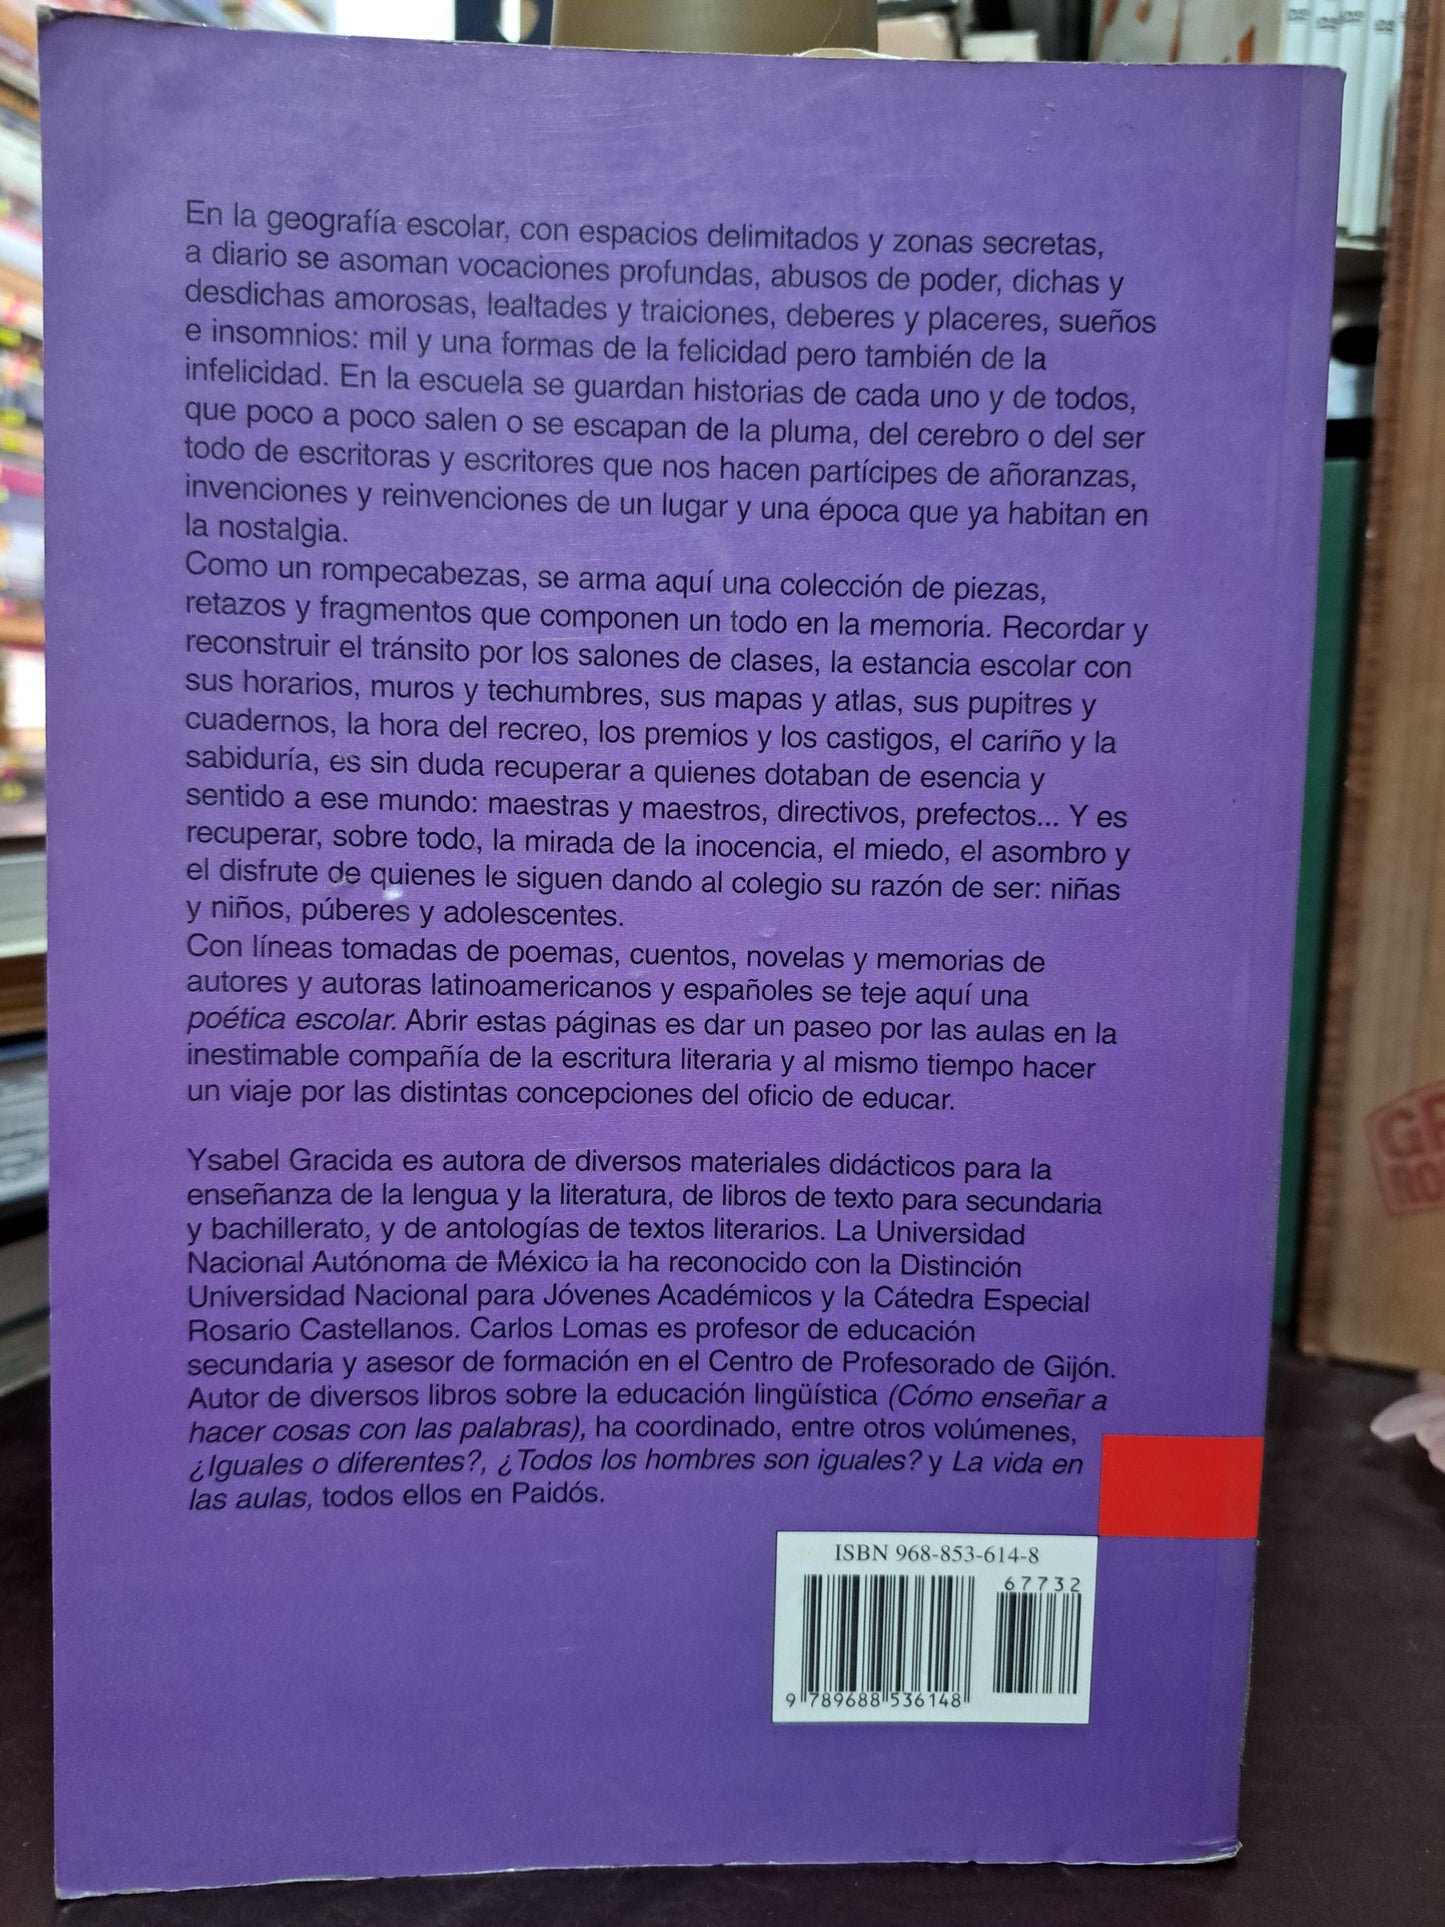 En la geografía escolar, con espacios delimitados y zonas secretas,
a diario se asoman vocaciones profundas, abusos de poder, dichas y
desdichas amorosas, lealtades y traiciones, deberes y placeres, sueños
e insomnios: mil y una formas de la felicidad pero también de la
infelicidad. En la escuela se guardan historias de cada uno y de todos,
que poco a poco salen o se escapan de la pluma, del cerebro o del ser
todo de escritoras y escritores que nos hacen partícipes de añoranzas,
invenciones y reinvenciones de un lugar y una época que ya habitan en
la nostalgia.
Como un rompecabezas, se arma aquí una colección de piezas,
retazos y fragmentos que componen un todo en la memoria. Recordar y
reconstruir el tránsito por los salones de clases, la estancia escolar con
sus horarios, muros y techumbres, sus mapas y atlas, sus pupitres y
cuadernos, la hora del recreo, los premios y los castigos, el cariño y la
sabiduría, es sin duda recuperar a quienes dotaban de esencia y
sentido a ese mundo: maestras y maestros, directivos, prefectos... Y es
recuperar, sobre todo, la mirada de la inocencia, el miedo, el asombro y
el disfrute de quienes le siguen dando al colegio su razón de ser: niñas
y niños, púberes y adolescentes.
Con líneas tomadas de poemas, cuentos, novelas y memorias de
autores y autoras latinoamericanos y españoles se teje aquí una
poética escolar. Abrir estas páginas es dar un paseo por las aulas en la
inestimable compañía de la escritura literaria y al mismo tiempo hacer
un viaje por las distintas concepciones del oficio de educar.
Ysabel Gracida es autora de diversos materiales didácticos para la
enseñanza de la lengua y la literatura, de libros de texto para secundaria
y bachillerato, y de antologías de textos literarios. La Universidad
Nacional Autónoma de México la ha reconocido con la Distinción
Universidad Nacional para Jóvenes Académicos y la Cátedra Especial
Rosario Castellanos. Carlos Lomas es profesor de educación
secundaria y asesor de formación en el Centro de Profesorado de Gijón.
Autor de diversos libros sobre la educación lingüística (Cómo enseñar a
hacer cosas con las palabras), ha coordinado, entre otros volúmenes,
¿Iguales o diferentes?, ¿Todos los hombres son iguales? y La vida en
las aulas, todos ellos en Paidós.
ISBN 968-853-614-8
67732
9 789688 536148